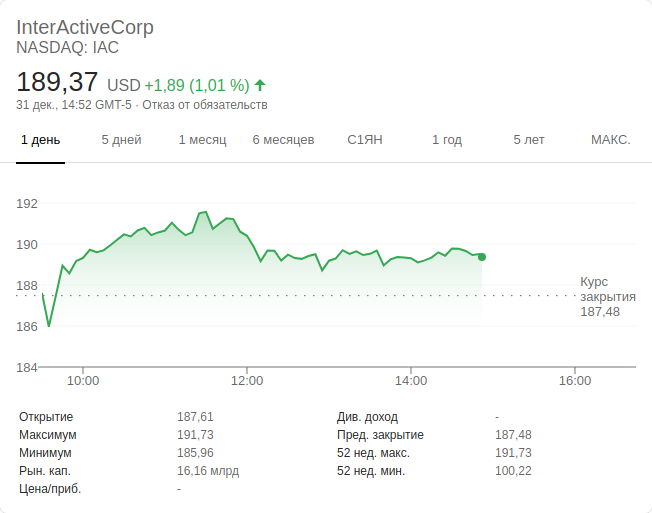 InterActiveCorp
NASDAQ: IAC
189,37 USD +1,89 (1,01 %)
31 дек., 14:52 GMT-5 · Отказ от обязательств
1 день 5 дней 1 месяц 6 месяцев С1ЯН 1 год 5 лет МАКС.
192
190
188
186
184
Курс
закрытия
187,48
10:00 12:00 14:00 16:00
Открытие 187,61 Див. доход -
Максимум 191,73 Пред. закрытие 187,48
Минимум 185,96 52 нед. макс. 191,73
Рын. кап. 16,16 млрд 52 нед. мин. 100,22
Цена/приб. -